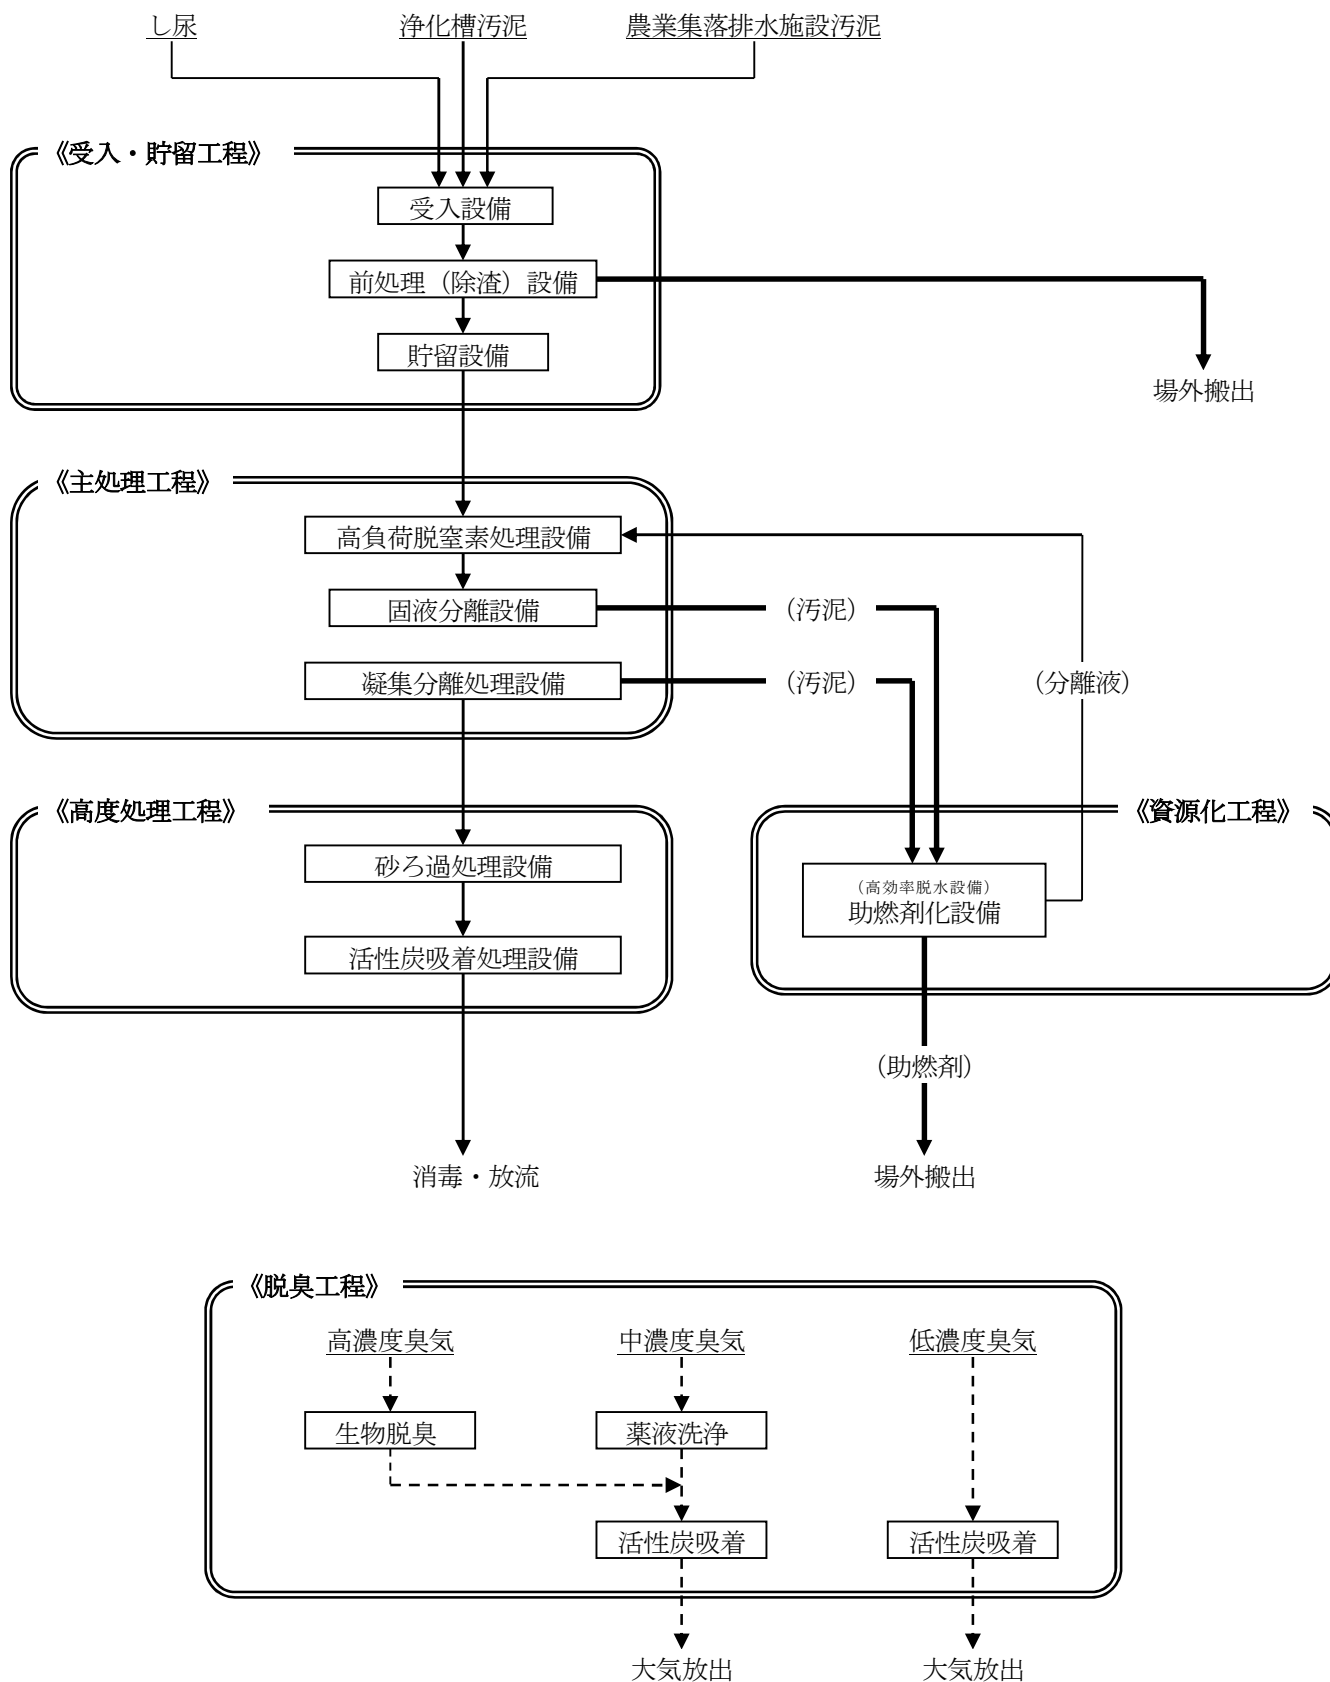 し尿
浄化槽汚泥
農業集落排水施設汚泥
《受入・貯留工程》
受入設備
前処理（除渣）設備
貯留設備
場外搬出
《主処理工程》
高負荷脱窒素処理設備
固液分離設備
（汚泥）
凝集分離処理設備
（汚泥）
（分離液）
《高度処理工程》
砂ろ過処理設備
活性炭吸着処理設備
《資源化工程》
（高効率脱水設備）
助燃剤化設備
（助燃剤）
消毒・放流
場外搬出
《脱臭工程》
高濃度臭気
中濃度臭気
低濃度臭気
生物脱臭
薬液洗浄
活性炭吸着
活性炭吸着
大気放出
大気放出